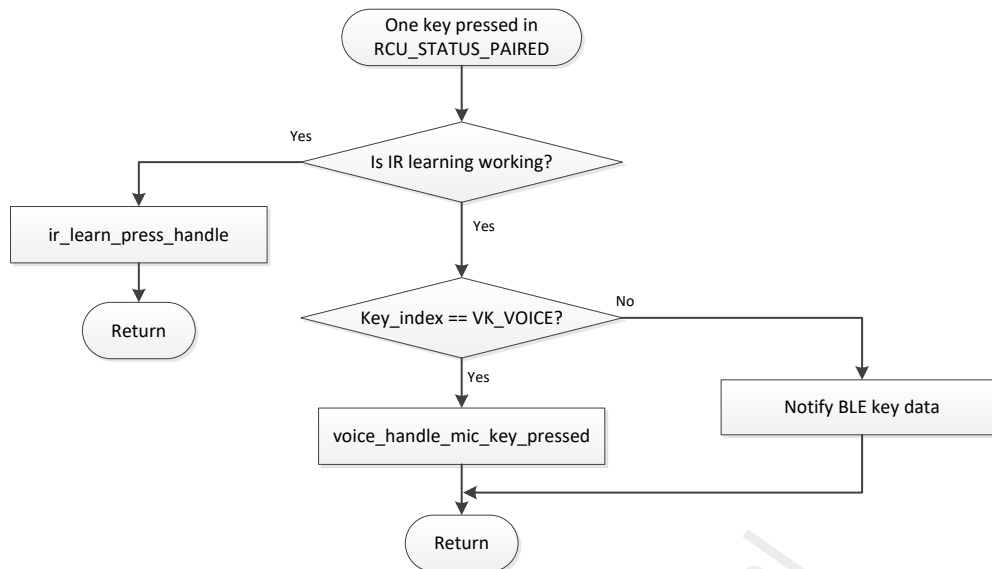 One key pressed in
RCU_STATUS_PAIRED
Yes
Is IR learning working?
ir_learn_press_handle
Yes
Return
Key_index == VK_VOICE?
No
Yes
voice_handle_mic_key_pressed
Notify BLE key data
Return